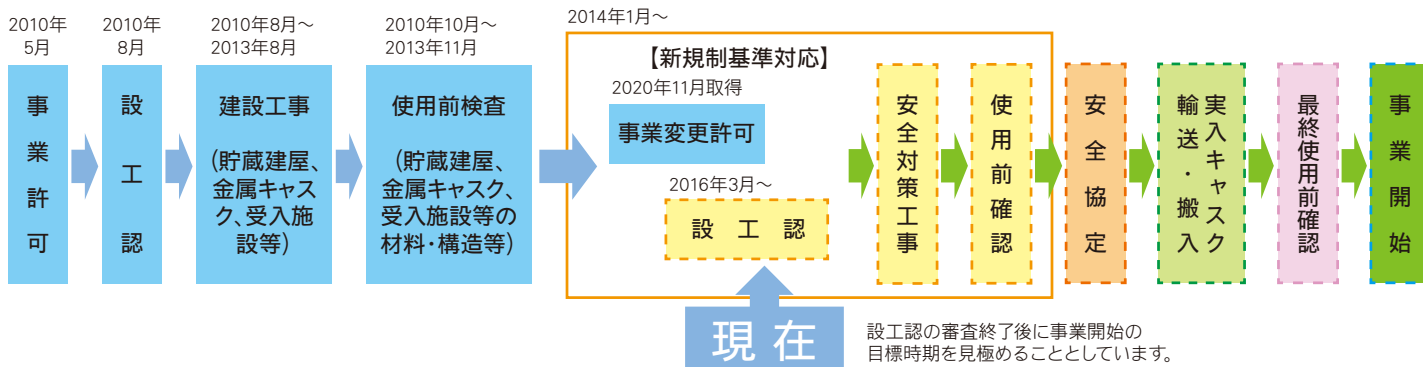 2010年
5月
事業許可
2010年
8月
設工認
2010年8月～
2013年8月
建設工事
(貯蔵建屋、
金属キャス
ク、受入施
設等)
2010年10月～
2013年11月
使用前検査
(貯蔵建屋、
金属キャスク、
受入施設等の
材料・構造等)
2014年1月～
【新規制基準対応】
2020年11月取得
事業変更許可
2016年3月～
設工認
安全対策工事
使用前確認
安全協定
実入キャスク
輸送・搬入
最終使用前確認
事業開始
現在
設工認の審査終了後に事業開始の
目標時期を見極めることとしています。